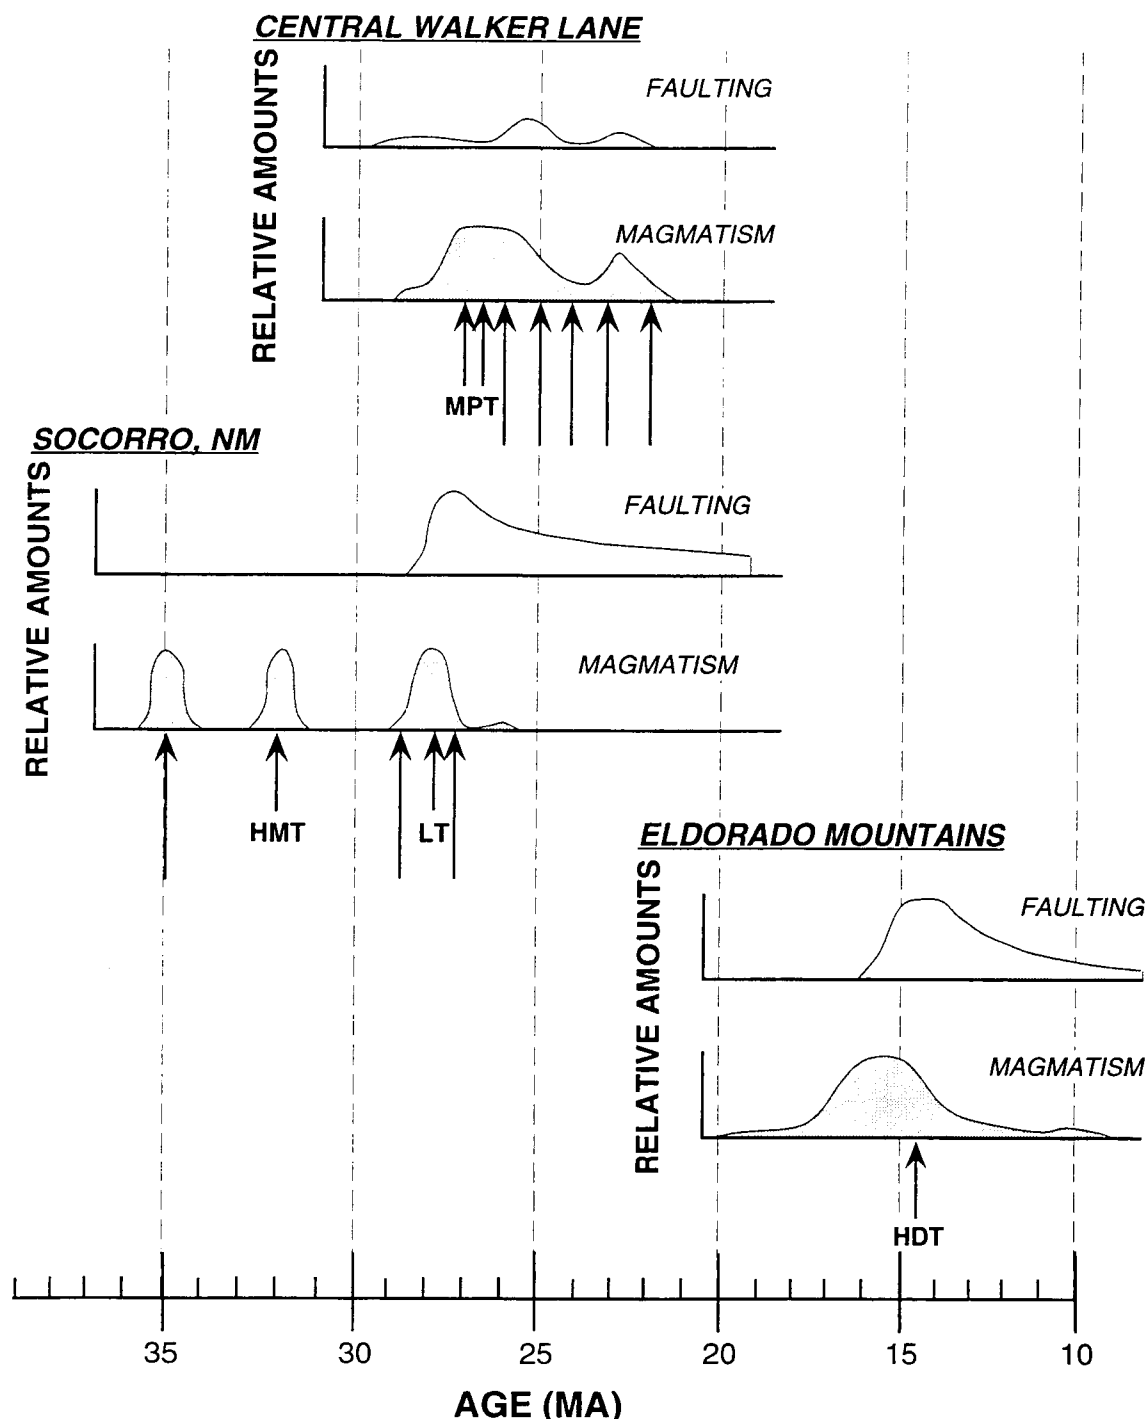 CENTRAL WALKER LANE
RELATIVE AMOUNTS
FAULTING
MAGMATISM
MPT
SOCORRO, NM
RELATIVE AMOUNTS
FAULTING
MAGMATISM
HMT
LT
ELDORADO MOUNTAINS
RELATIVE AMOUNTS
FAULTING
MAGMATISM
HDT
35 30 25 20 15 10
AGE (MA)